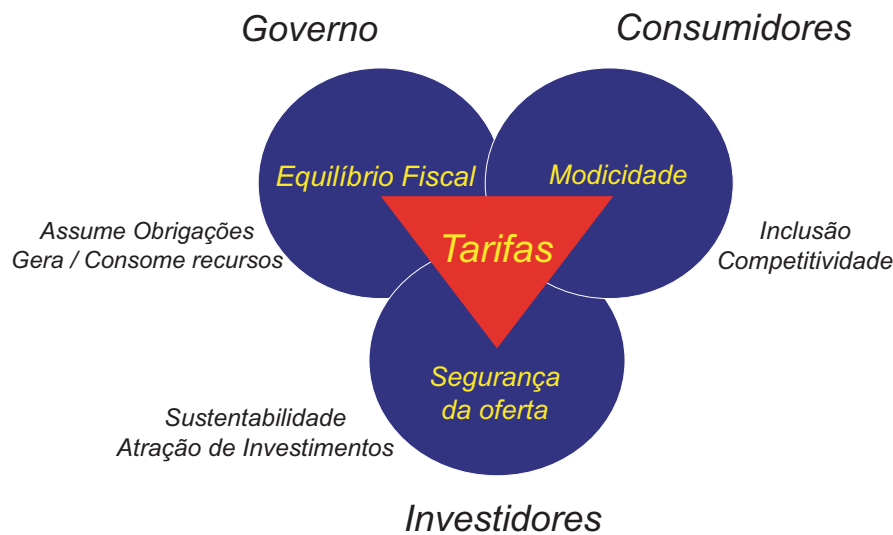 Governo
Consumidores
Equilíbrio Fiscal
Modicidade
Assume Obrigações
Gera / Consome recursos
Tarifas
Inclusão
Competitividade
Segurança
da oferta
Sustentabilidade
Atração de Investimentos
Investidores